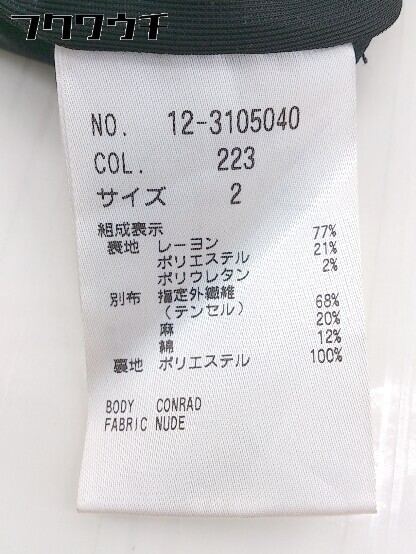 フクウウチ
NO. 12-3105040
COL. 223
サイズ 2
組成表示
表地 レーヨン 77%
ポリエステル 21%
ポリウレタン 2%
別布 指定外繊維
(テンセル) 68%
麻 20%
綿 12%
裏地 ポリエステル 100%
BODY CONRAD
FABRIC NUDE